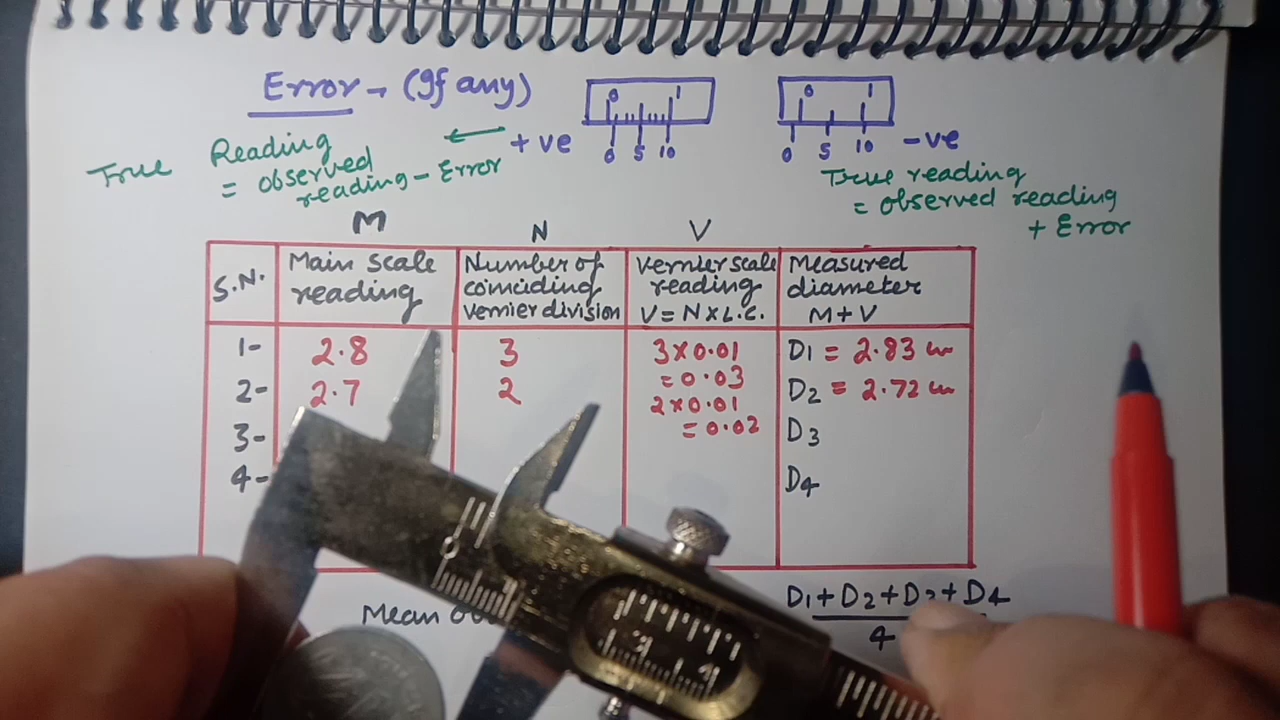 Error → (If any)
0 1
0 5 10
+ve
0 1
0 5 10
-ve
True Reading
= observed
reading - Error
True reading
= observed reading
+ Error
M N V
S.N.
Main scale
reading
Number of
coinciding
vernier division
Vernier scale
reading
V = N x L.C.
Measured
diameter
M + V
1- 2.8 3 3 x 0.01 D1 = 2.83 cm
= 0.03
2- 2.7 2 2 x 0.01 D2 = 2.72 cm
= 0.02
3- D3
4- D4
Mean
D1 + D2 + D3 + D4
4
0
3 4